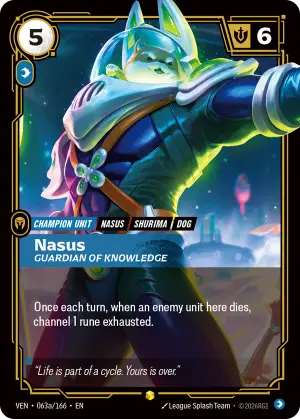 5
6
CHAMPION UNIT NASUS SHURIMA DOG
Nasus
GUARDIAN OF KNOWLEDGE
Once each turn, when an enemy unit here dies,
channel 1 rune exhausted.
“Life is part of a cycle. Yours is over.”
VEN • 063a/166 • EN
League Splash Team • ©2026RGI